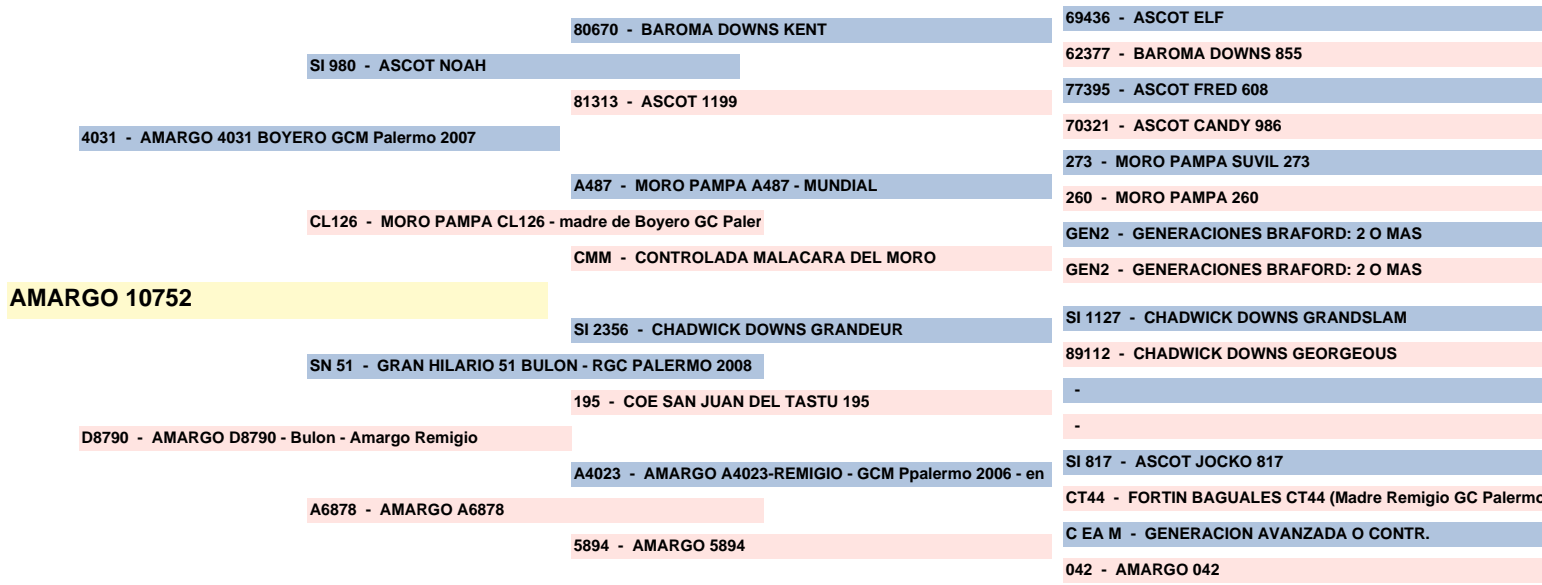 69436 - ASCOT ELF
80670 - BAROMA DOWNS KENT
62377 - BAROMA DOWNS 855
SI 980 - ASCOT NOAH
77395 - ASCOT FRED 608
81313 - ASCOT 1199
70321 - ASCOT CANDY 986
4031 - AMARGO 4031 BOYERO GCM Palermo 2007
273 - MORO PAMPA SUVIL 273
A487 - MORO PAMPA A487 - MUNDIAL
260 - MORO PAMPA 260
CL126 - MORO PAMPA CL126 - madre de Boyero GC Paler
GEN2 - GENERACIONES BRAFORD: 2 O MAS
CMM - CONTROLADA MALACARA DEL MORO
GEN2 - GENERACIONES BRAFORD: 2 O MAS
AMARGO 10752
SI 1127 - CHADWICK DOWNS GRANDSLAM
SI 2356 - CHADWICK DOWNS GRANDEUR
89112 - CHADWICK DOWNS GEORGEOUS
SN 51 - GRAN HILARIO 51 BULON - RGC PALERMO 2008
-
195 - COE SAN JUAN DEL TASTU 195
-
D8790 - AMARGO D8790 - Bulon - Amargo Remigio
SI 817 - ASCOT JOCKO 817
A4023 - AMARGO A4023-REMIGIO - GCM Ppalermo 2006 - en
CT44 - FORTIN BAGUALES CT44 (Madre Remigio GC Palermo
A6878 - AMARGO A6878
C EA M - GENERACION AVANZADA O CONTR.
5894 - AMARGO 5894
042 - AMARGO 042